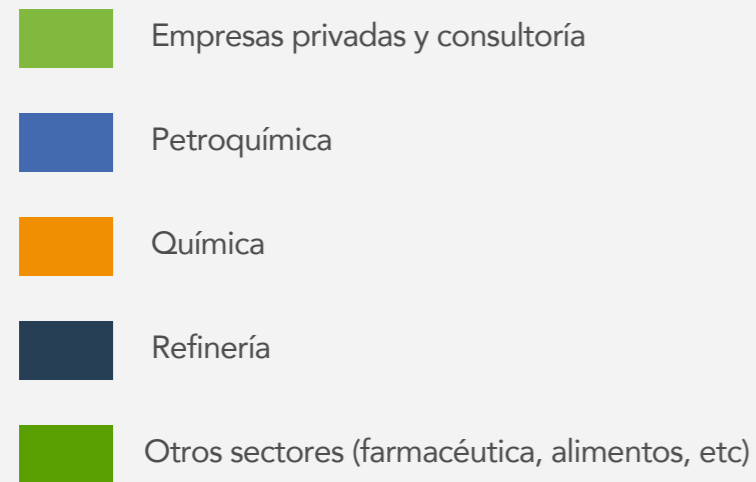 Empresas privadas y consultoría
Petroquímica
Química
Refinería
Otros sectores (farmacéutica, alimentos, etc)